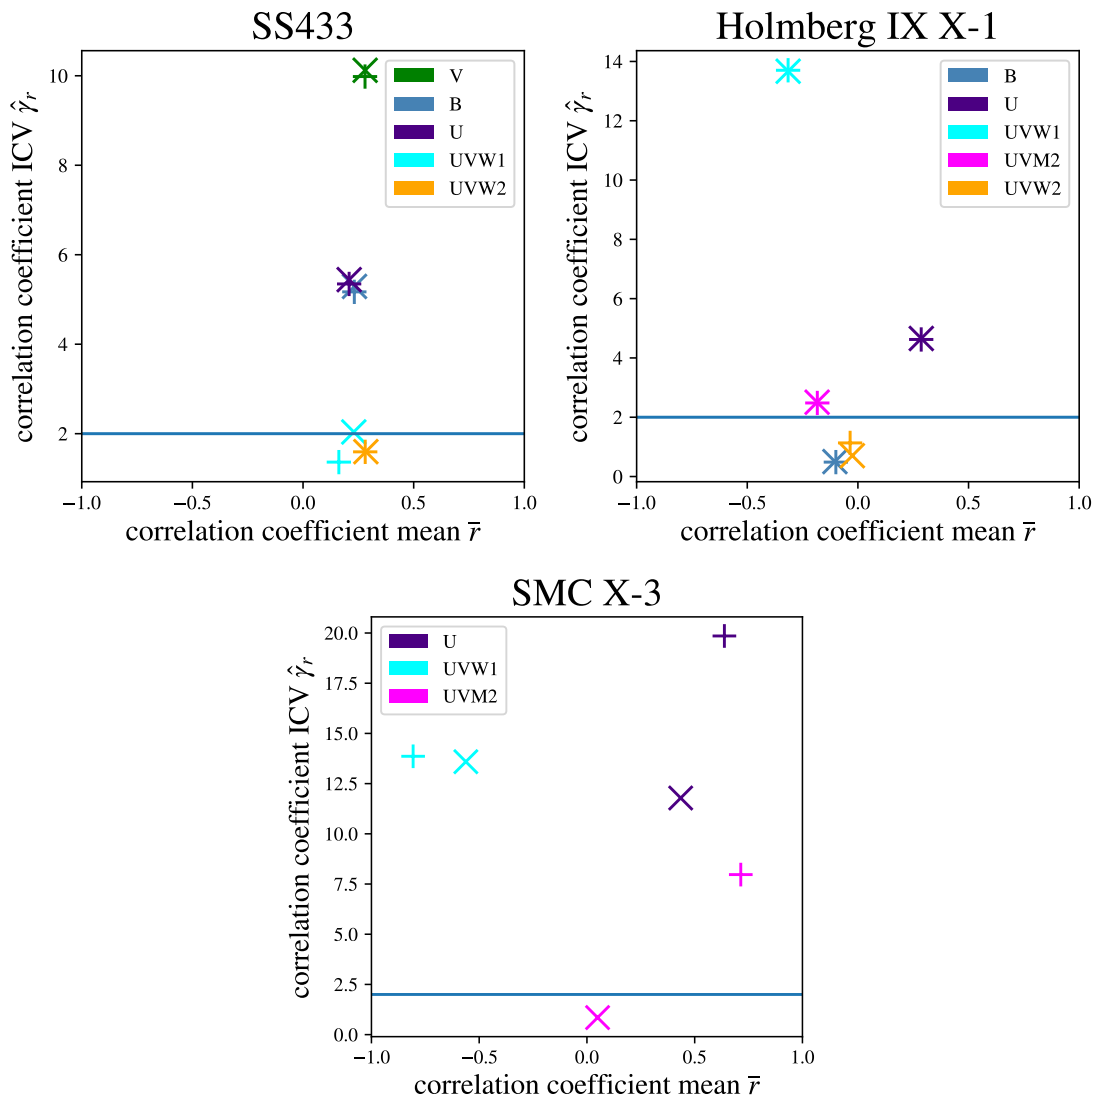 SS433
correlation coefficient ICV γ̂_r
10
8
6
4
2
V
B
U
UVW1
UVW2
−1.0 −0.5 0.0 0.5 1.0
correlation coefficient mean r̅
Holmberg IX X-1
correlation coefficient ICV γ̂_r
14
12
10
8
6
4
2
0
B
U
UVW1
UVM2
UVW2
−1.0 −0.5 0.0 0.5 1.0
correlation coefficient mean r̅
SMC X-3
correlation coefficient ICV γ̂_r
20.0
17.5
15.0
12.5
10.0
7.5
5.0
2.5
0.0
U
UVW1
UVM2
−1.0 −0.5 0.0 0.5 1.0
correlation coefficient mean r̅